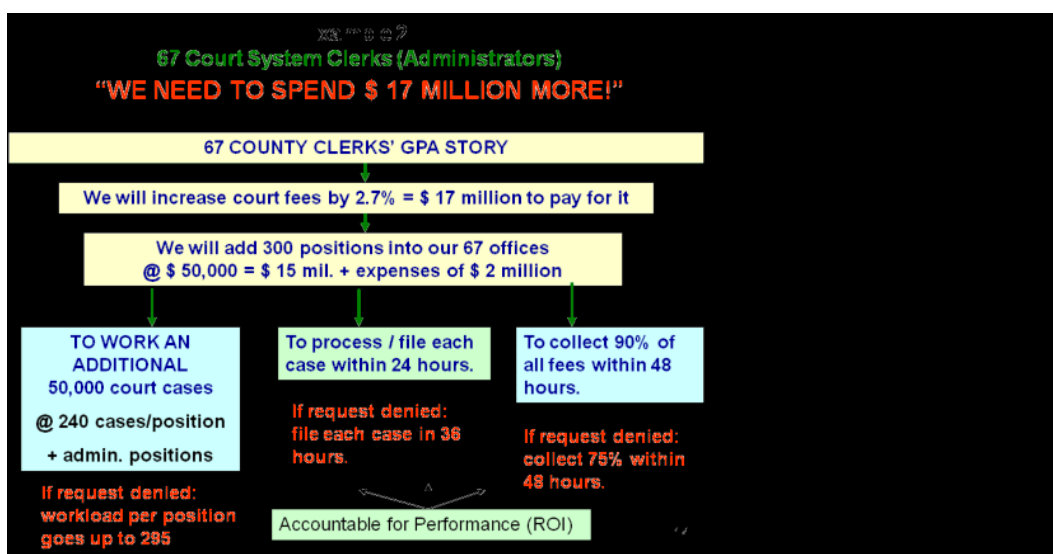 67 Court System Clerks (Administrators)
“WE NEED TO SPEND $ 17 MILLION MORE!”
67 COUNTY CLERKS’ GPA STORY
We will increase court fees by 2.7% = $ 17 million to pay for it
We will add 300 positions into our 67 offices
@ $ 50,000 = $ 15 mil. + expenses of $ 2 million
TO WORK AN
ADDITIONAL
50,000 court cases
@ 240 cases/position
+ admin. positions
If request denied:
workload per position
goes up to 295
To process / file each
case within 24 hours.
If request denied:
file each case in 36
hours.
To collect 90% of
all fees within 48
hours.
If request denied:
collect 75% within
48 hours.
Accountable for Performance (ROI)